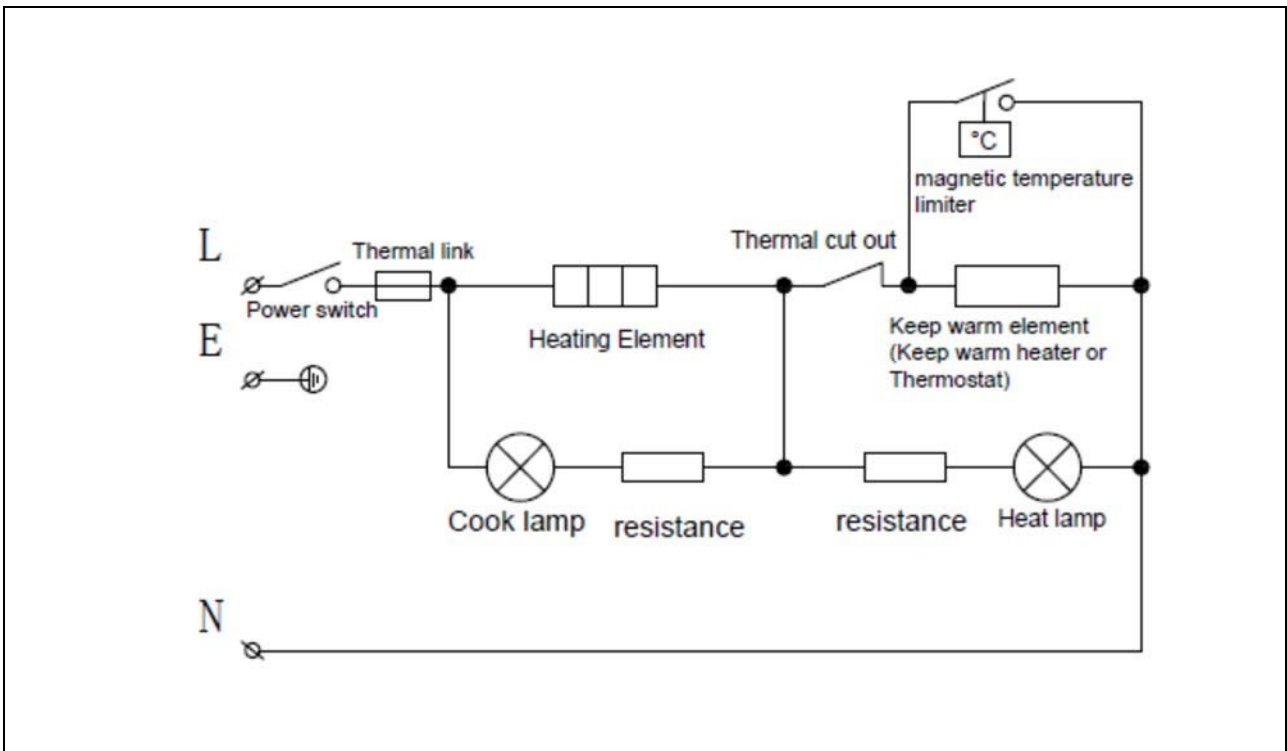 °C
magnetic temperature
limiter
L
Thermal link
Thermal cut out
Power switch
E
Heating Element
Keep warm element
(Keep warm heater or
Thermostat)
Cook lamp
resistance
resistance
Heat lamp
N